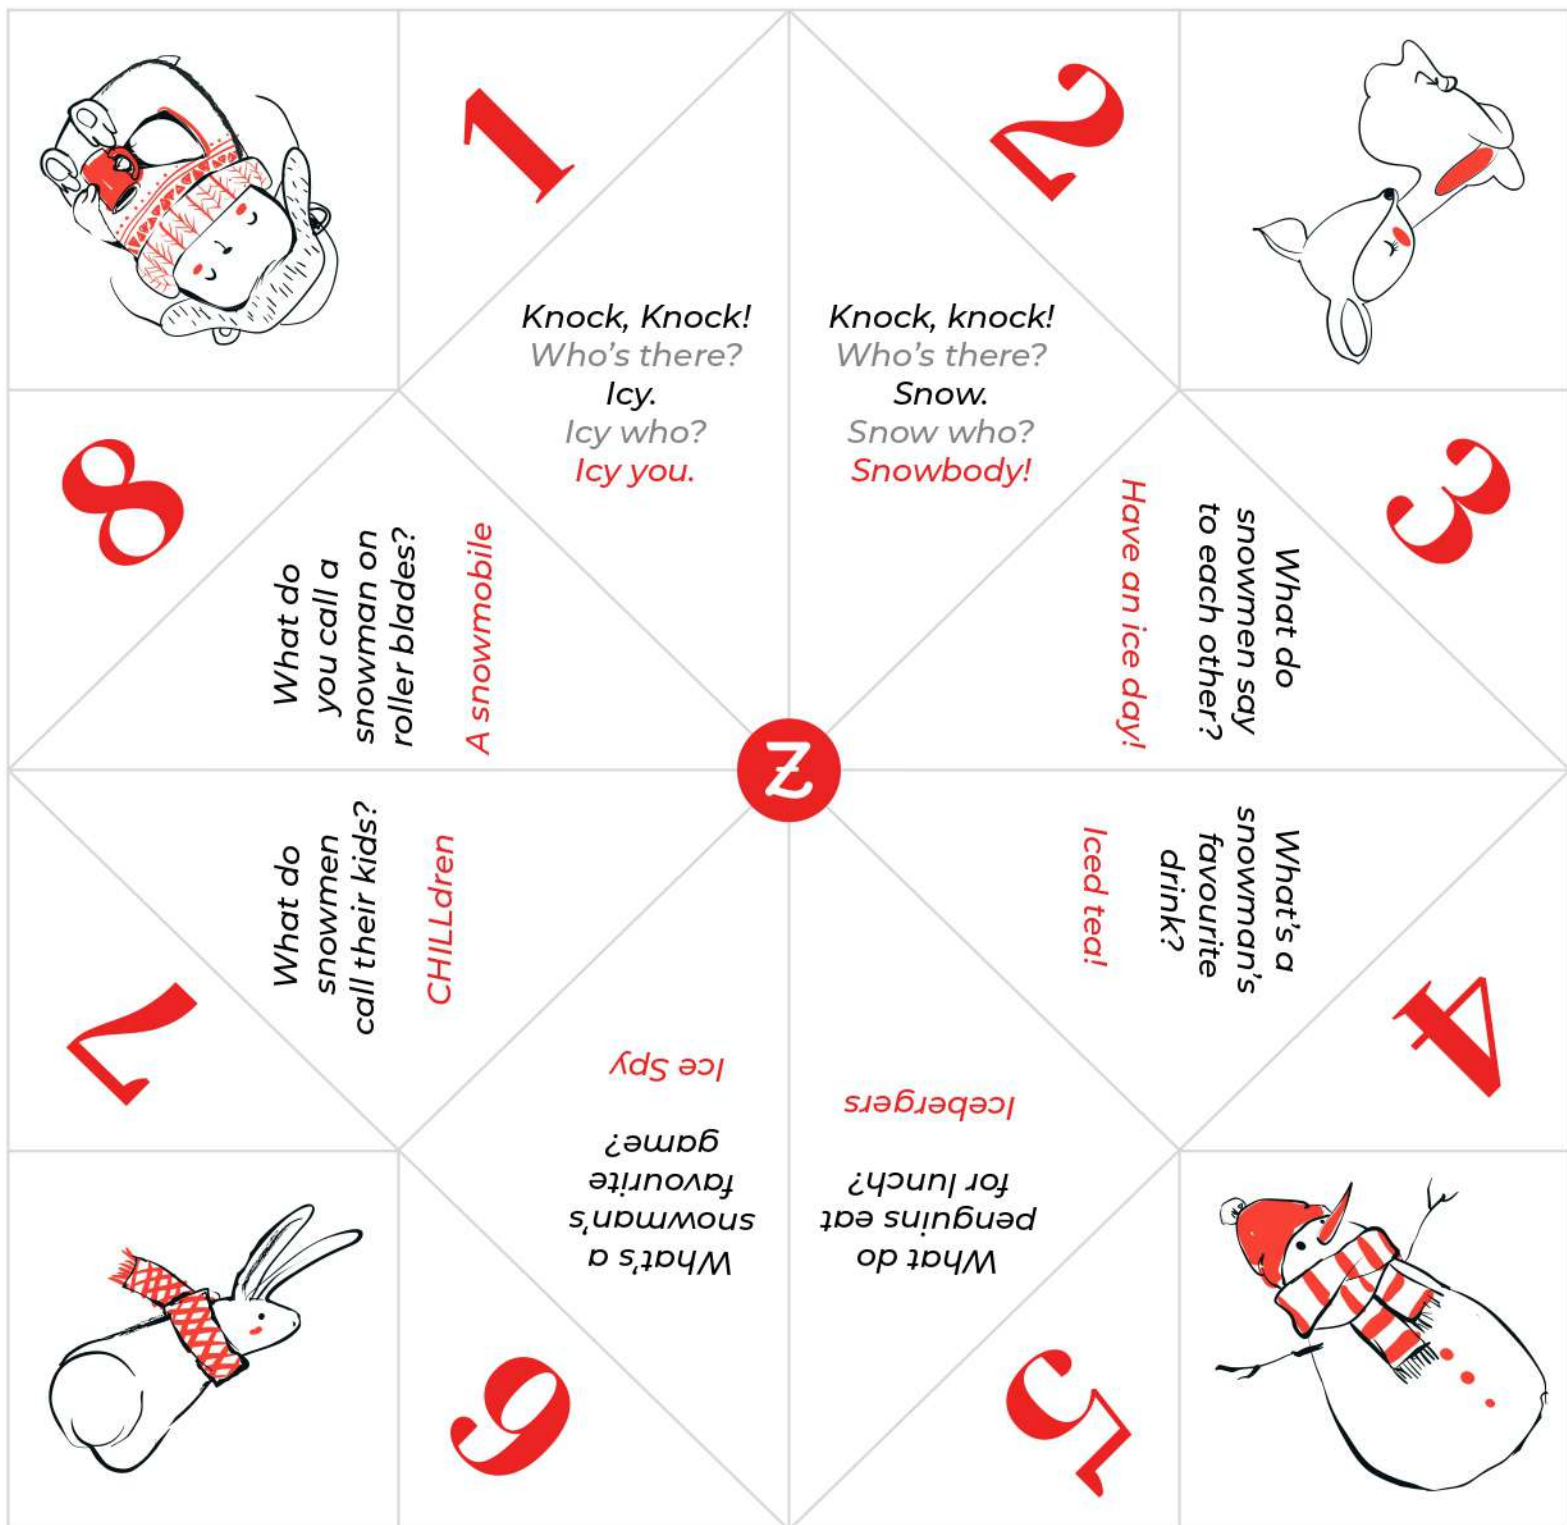 1
Knock, Knock!
Who's there?
Icy.
Icy who?
Icy you.
2
Knock, knock!
Who's there?
Snow.
Snow who?
Snowbody!
3
What do
snowmen say
to each other?
Have an ice day!
4
What's a
snowman's
favourite
drink?
Iced tea!
5
What do
penguins eat
for lunch?
Icebergers
6
What's a
snowman's
favourite
game?
Ice Spy
7
What do
snowmen
call their kids?
CHILLdren
8
What do
you call a
snowman on
roller blades?
A snowmobile
Z